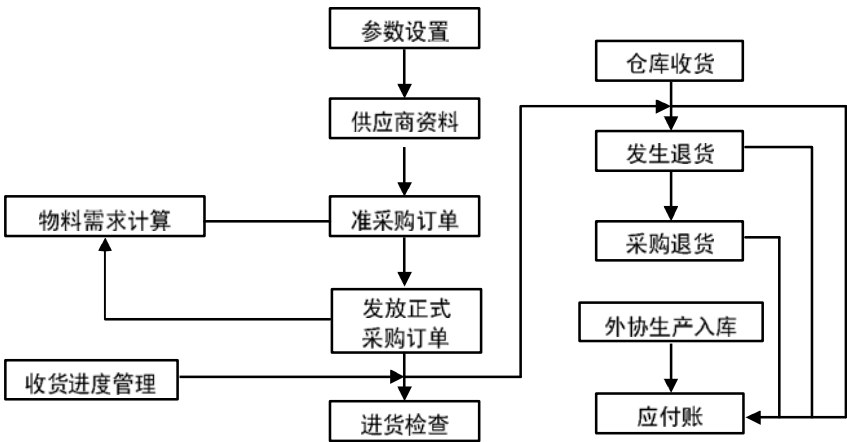 参数设置
供应商资料
物料需求计算
准采购订单
发放正式
采购订单
收货进度管理
进货检查
仓库收货
发生退货
采购退货
外协生产入库
应付账